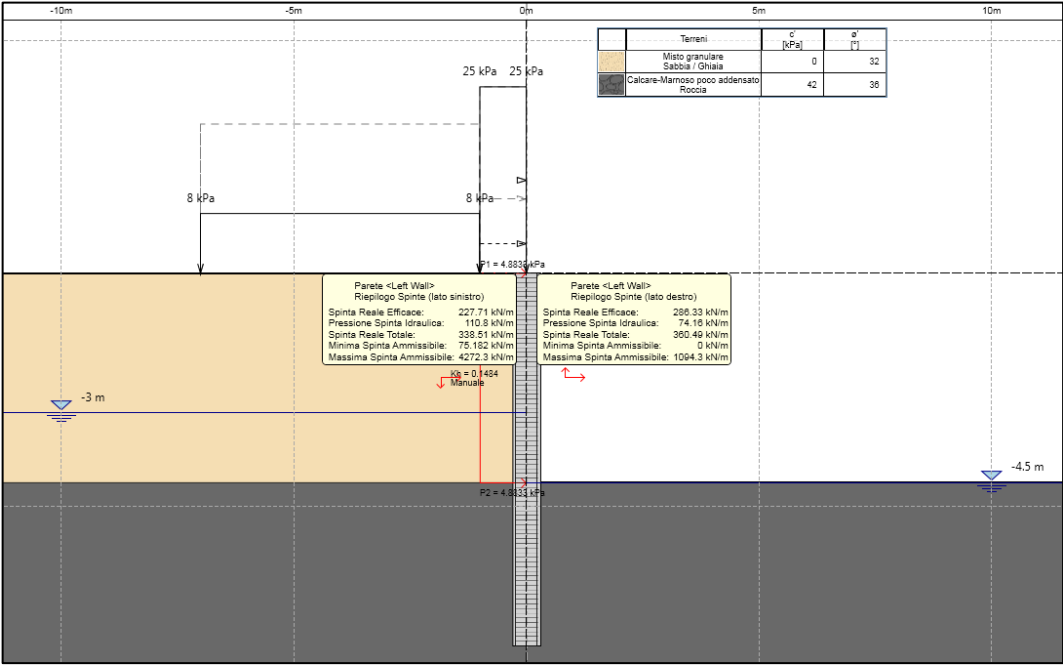 -10m -5m 0m 5m 10m
Terreni c' [kPa] ø' [°]
Misto granulare
Sabbia / Ghiaia 0 32
Calcare-Marnoso poco addensato
Roccia 42 36
25 kPa 25 kPa
8 kPa 8 kPa
P1 = 4.8833 kPa
Parete <Left Wall>
Riepilogo Spinte (lato sinistro)
Spinta Reale Efficace: 227.71 kN/m
Pressione Spinta Idraulica: 110.8 kN/m
Spinta Reale Totale: 338.51 kN/m
Minima Spinta Ammissibile: 75.182 kN/m
Massima Spinta Ammissibile: 4272.3 kN/m
Parete <Left Wall>
Riepilogo Spinte (lato destro)
Spinta Reale Efficace: 286.33 kN/m
Pressione Spinta Idraulica: 74.16 kN/m
Spinta Reale Totale: 360.49 kN/m
Minima Spinta Ammissibile: 0 kN/m
Massima Spinta Ammissibile: 1094.3 kN/m
= 0.1484
Manuale
-3 m
-4.5 m
P2 = 4.8833 kPa